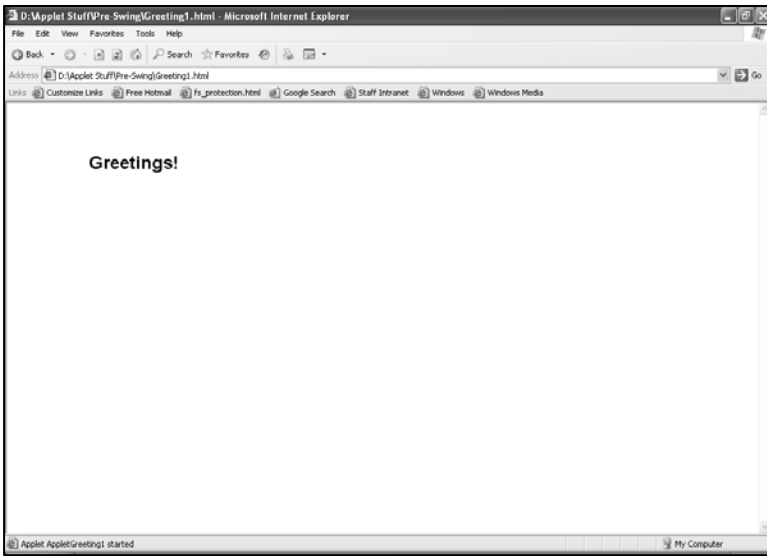 D:\Applet Stuff\Pre-Swing\Greeting1.html - Microsoft Internet Explorer
File Edit View Favorites Tools Help
Back Search Favorites
Address D:\Applet Stuff\Pre-Swing\Greeting1.html Go
Links Customize Links Free Hotmail fs_protection.html Google Search Staff Intranet Windows Windows Media
Greetings!
Applet AppletGreeting1 started My Computer